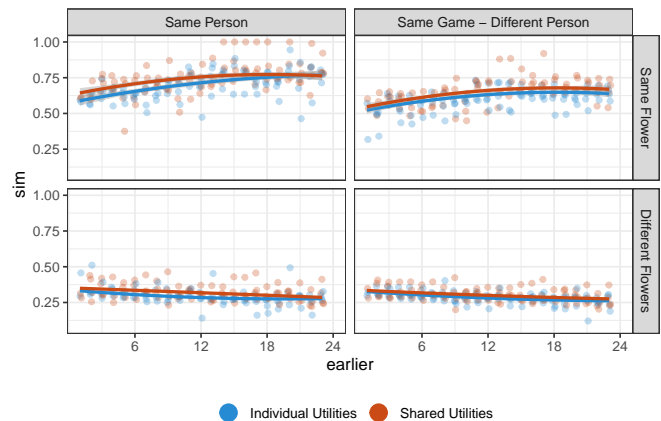 Same Person
Same Game – Different Person
1.00
0.75
0.50
0.25
Same Flower
1.00
0.75
0.50
0.25
Different Flowers
sim
6
12
18
24
6
12
18
24
earlier
Individual Utilities
Shared Utilities